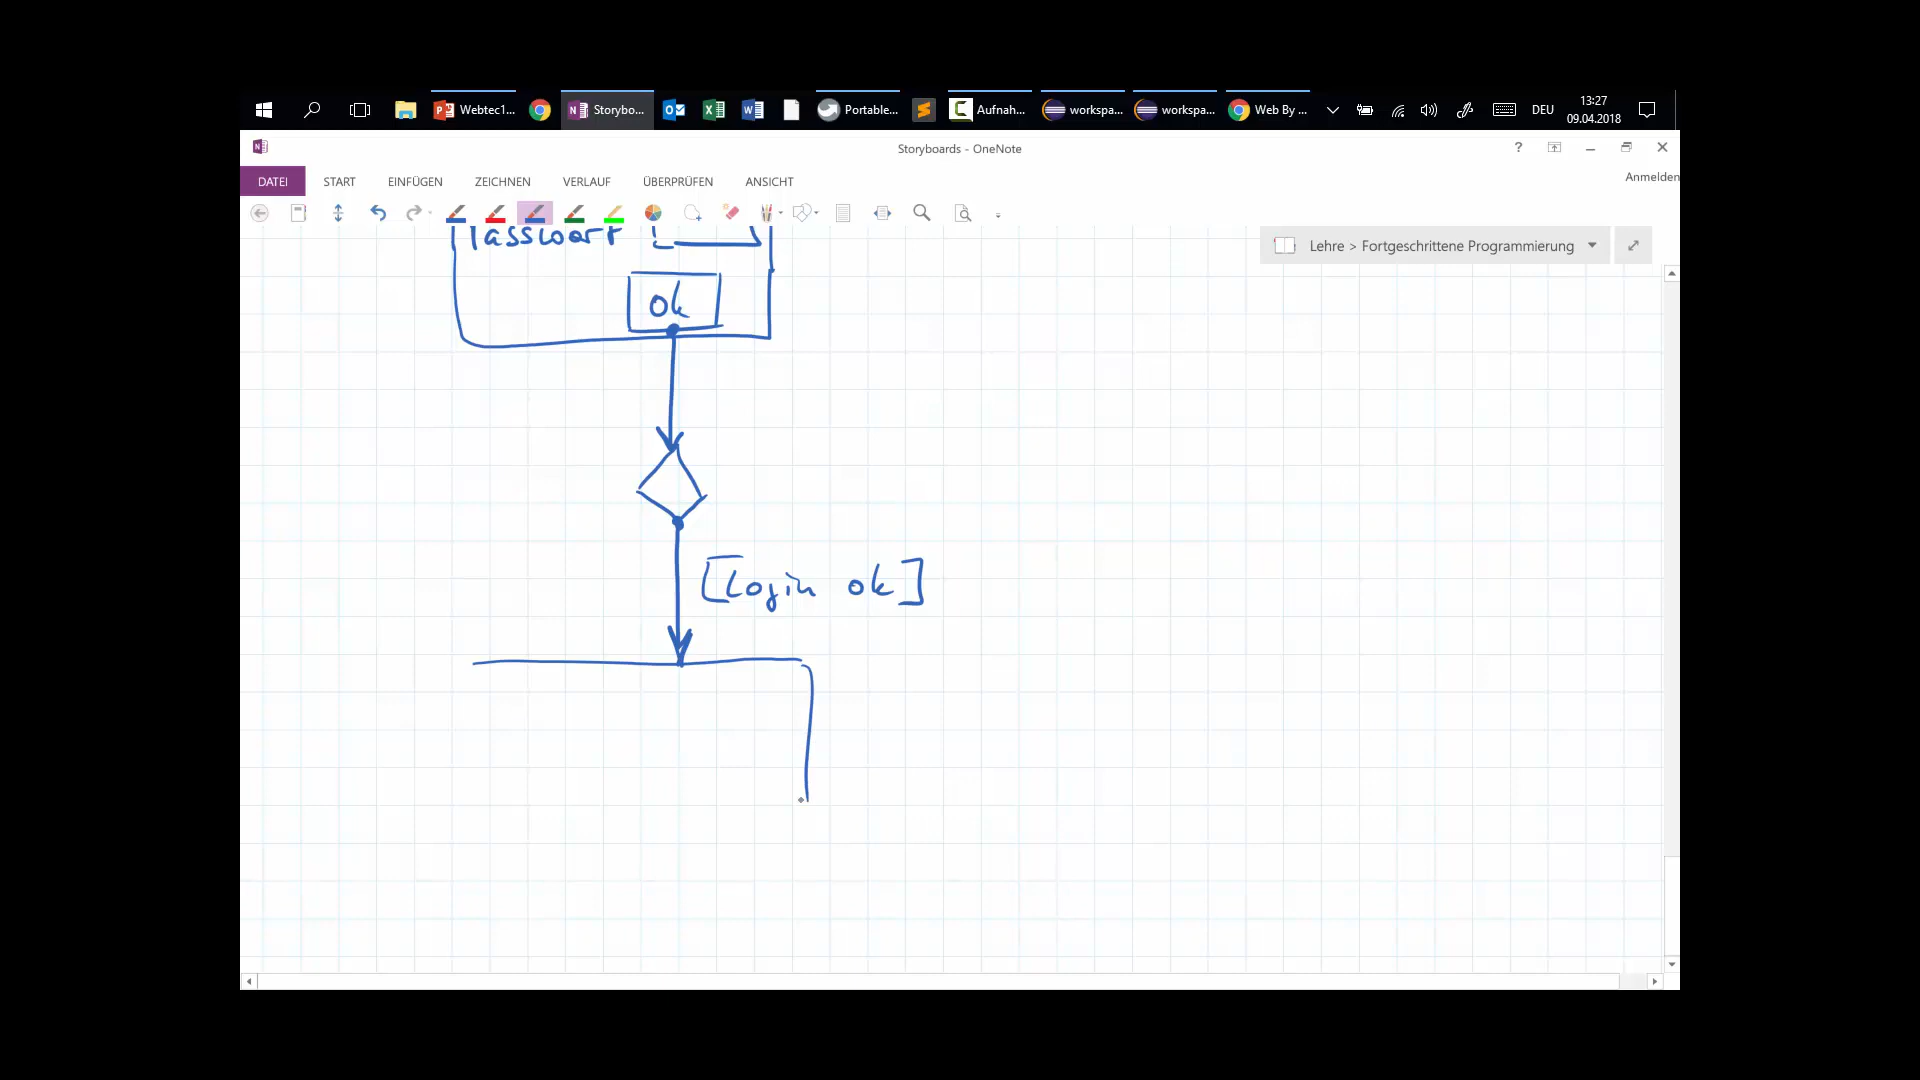 Webtec1...
Storybo...
Portable...
Aufnah...
workspa...
workspa...
Web By ...
DEU
13:27
09.04.2018
Storyboards - OneNote
?
Anmelden
DATEI
START
EINFÜGEN
ZEICHNEN
VERLAUF
ÜBERPRÜFEN
ANSICHT
Lehre > Fortgeschrittene Programmierung
Passwort
ok
[Login ok]